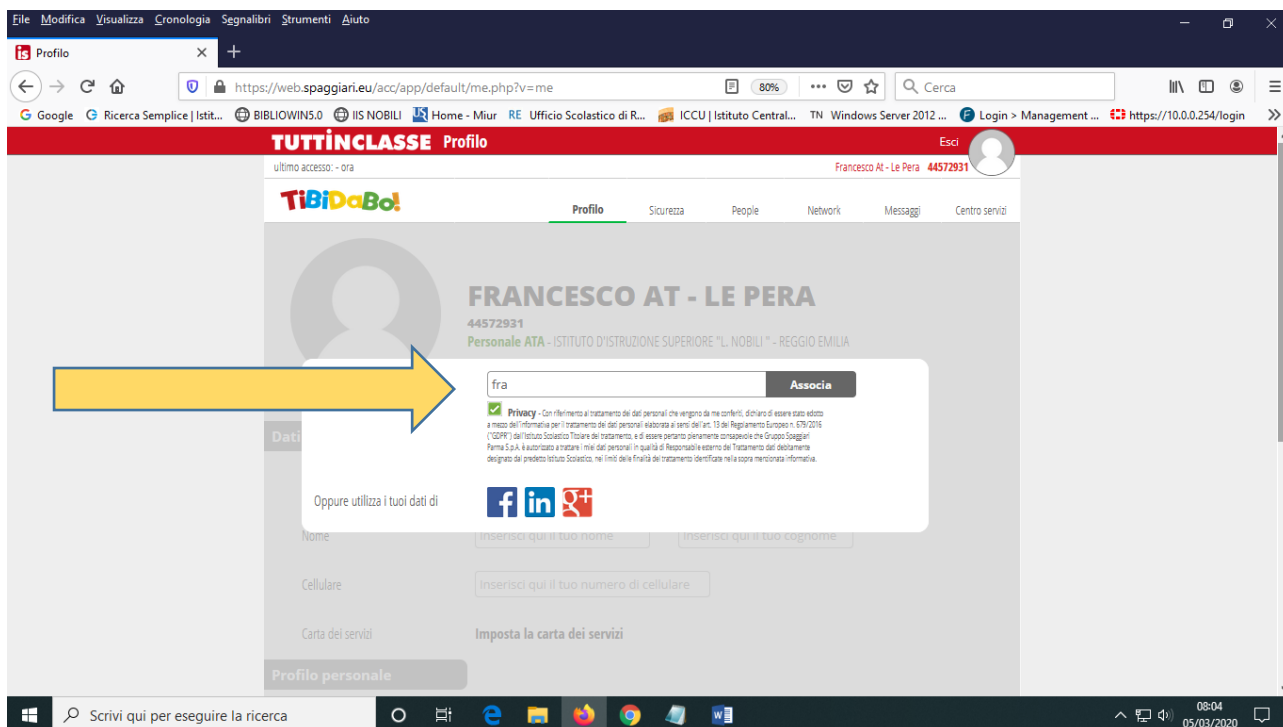 File Modifica Visualizza Cronologia Segnalibri Strumenti Aiuto
Profilo
https://web.spaggiari.eu/acc/app/default/me.php?v=me
80%
Cerca
Google Ricerca Semplice | Istit... BIBLIOWIN5.0 IIS NOBILI Home - Miur RE Ufficio Scolastico di R... ICCU | Istituto Central... TN Windows Server 2012 ... Login > Management ... https://10.0.0.254/login
TUTTINCLASSE Profilo Esci
ultimo accesso: - ora Francesco At - Le Pera 44572931
TiBiDaBo! Profilo Sicurezza People Network Messaggi Centro servizi
FRANCESCO AT - LE PERA
44572931
Personale ATA - ISTITUTO D'ISTRUZIONE SUPERIORE "L. NOBILI " - REGGIO EMILIA
fra Associa
Privacy - Con riferimento al trattamento dei dati personali che vengono da me conferiti, dichiaro di essere stato edotto
a mezzo dell'informativa per il trattamento dei dati personali elaborata ai sensi dell'art. 13 del Regolamento Europeo n. 679/2016
("GDPR") dall'Istituto Scolastico Titolare del trattamento, e di essere pertanto pienamente consapevole che Gruppo Spaggiari
Parma S.p.A. è autorizzato a trattare i miei dati personali in qualità di Responsabile esterno del Trattamento dati debitamente
designato dal predetto Istituto Scolastico, nei limiti delle finalità del trattamento identificate nella sopra menzionata informativa.
Dati
Oppure utilizza i tuoi dati di
Nome Inserisci qui il tuo nome Inserisci qui il tuo cognome
Cellulare Inserisci qui il tuo numero di cellulare
Carta dei servizi Imposta la carta dei servizi
Profilo personale
Scrivi qui per eseguire la ricerca
08:04
05/03/2020